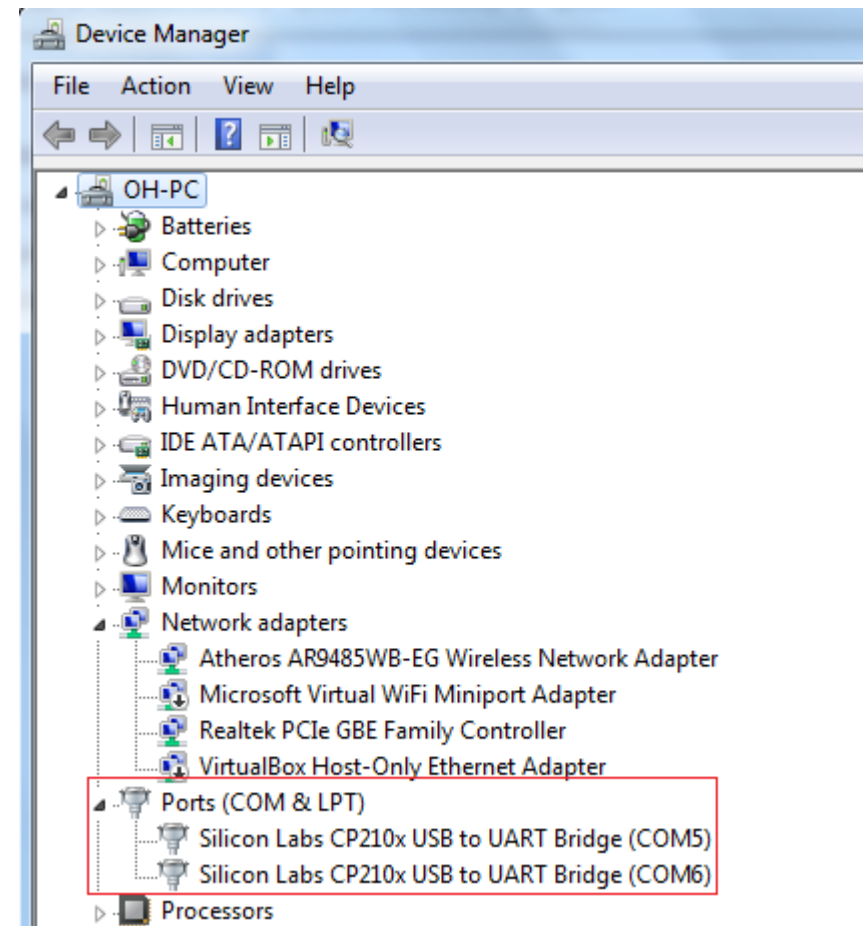 Device Manager
File Action View Help
OH-PC
Batteries
Computer
Disk drives
Display adapters
DVD/CD-ROM drives
Human Interface Devices
IDE ATA/ATAPI controllers
Imaging devices
Keyboards
Mice and other pointing devices
Monitors
Network adapters
Atheros AR9485WB-EG Wireless Network Adapter
Microsoft Virtual WiFi Miniport Adapter
Realtek PCIe GBE Family Controller
VirtualBox Host-Only Ethernet Adapter
Ports (COM & LPT)
Silicon Labs CP210x USB to UART Bridge (COM5)
Silicon Labs CP210x USB to UART Bridge (COM6)
Processors